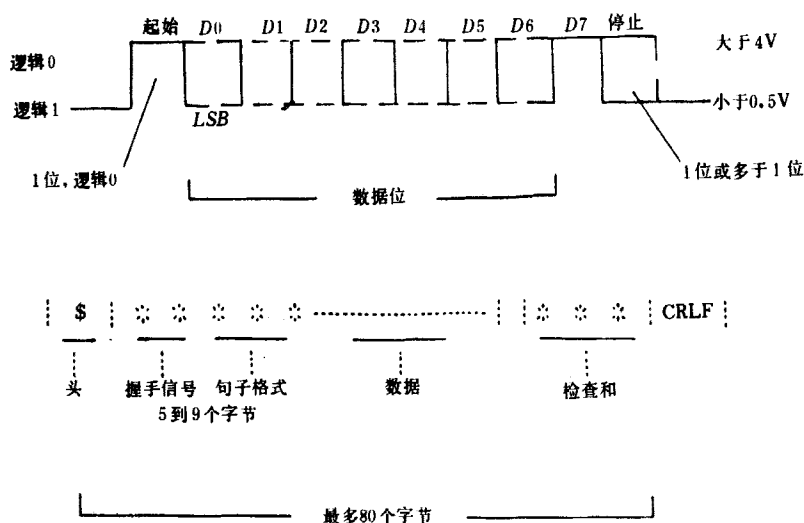 起始 D0 D1 D2 D3 D4 D5 D6 D7 停止
大于4V
逻辑0
逻辑1
小于0.5V
LSB
1位,逻辑0
1位或多于1位
数据位
$ ※ ※ ※ ※ ※ ※ ※ ※ CRLF
头 握手信号 句子格式 数据 检查和
5到9个字节
最多80个字节